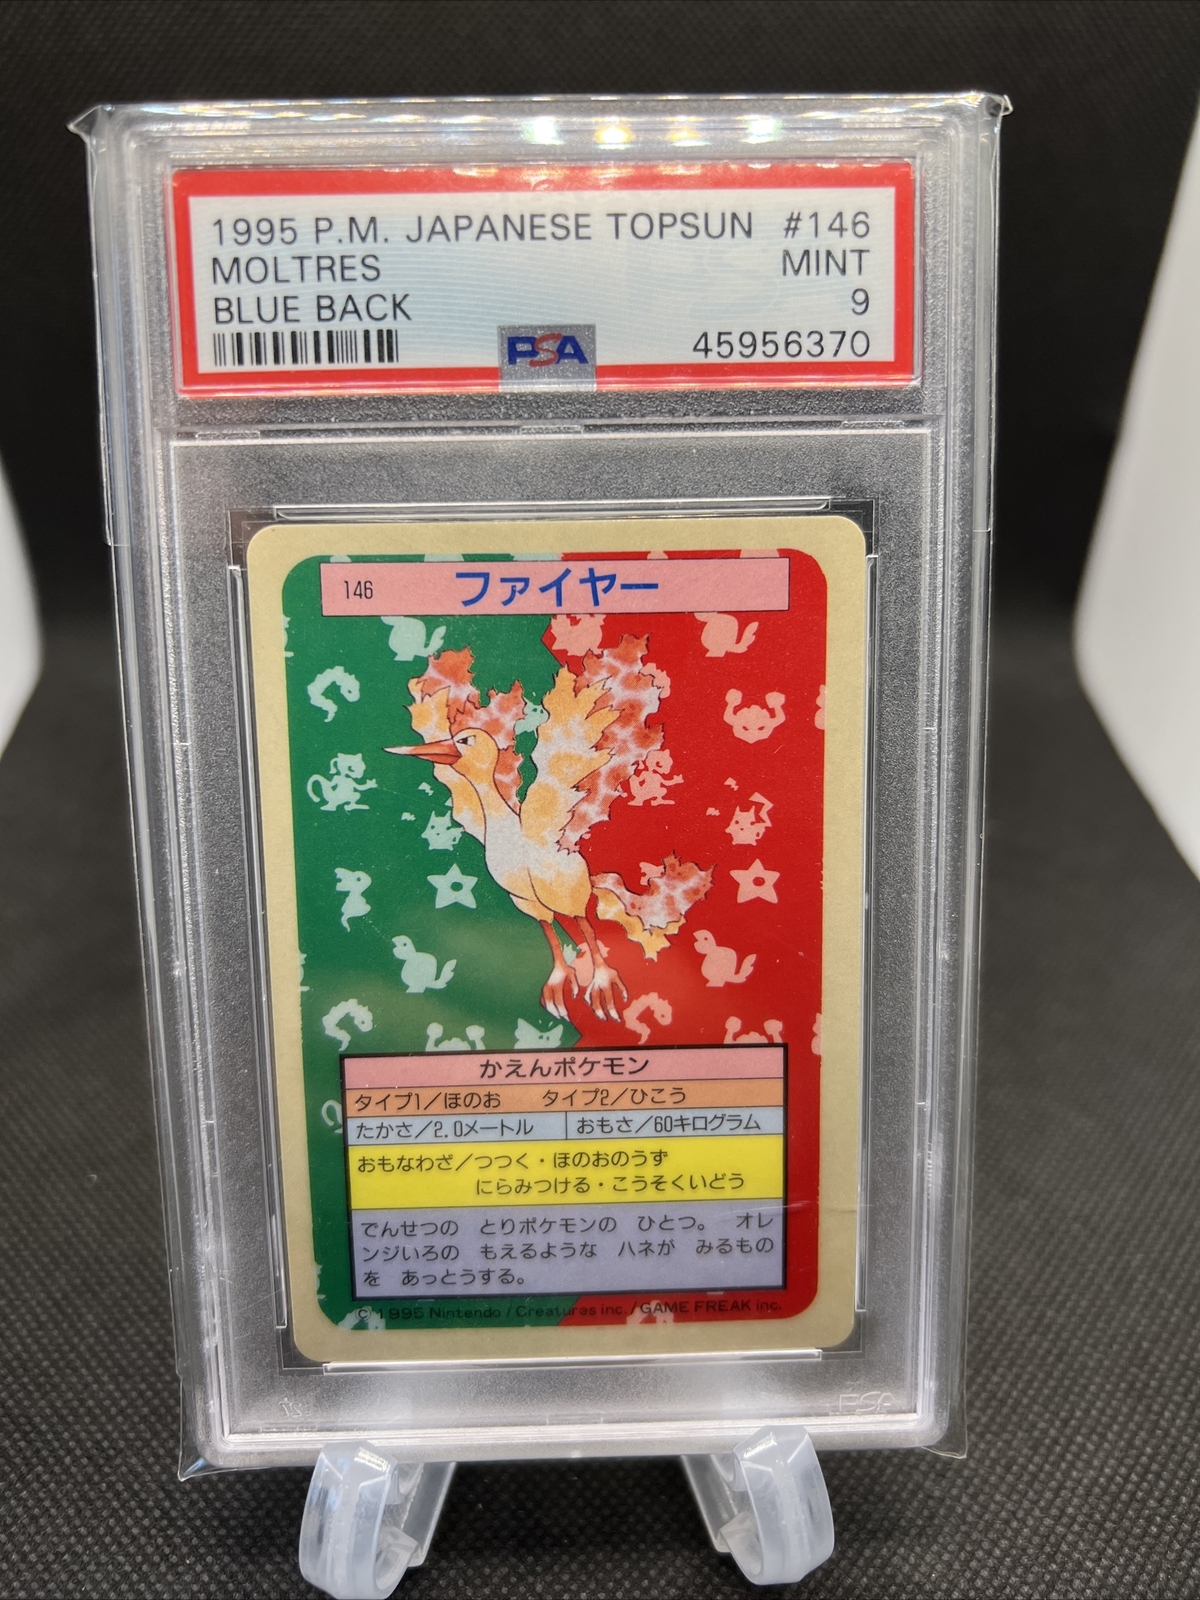 1995 P.M. JAPANESE TOPSUN #146
MOLTRES MINT
BLUE BACK 9
PSA 45956370
146 ファイヤー
かえんポケモン
タイプ1/ほのお タイプ2/ひこう
たかさ/2.0メートル おもさ/60キログラム
おもなわざ/つつく・ほのおのうず
にらみつける・こうそくいどう
でんせつの とりポケモンの ひとつ。 オレ
ンジいろの もえるような ハネが みるもの
を あっとうする。
© 1995 Nintendo / Creatures inc. / GAME FREAK inc.
PSA